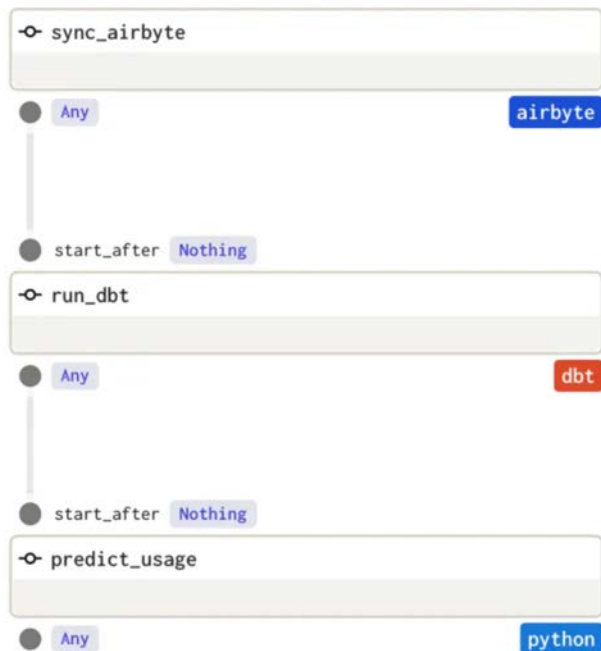 sync_airbyte
Any airbyte
start_after Nothing
run_dbt
Any dbt
start_after Nothing
predict_usage
Any python